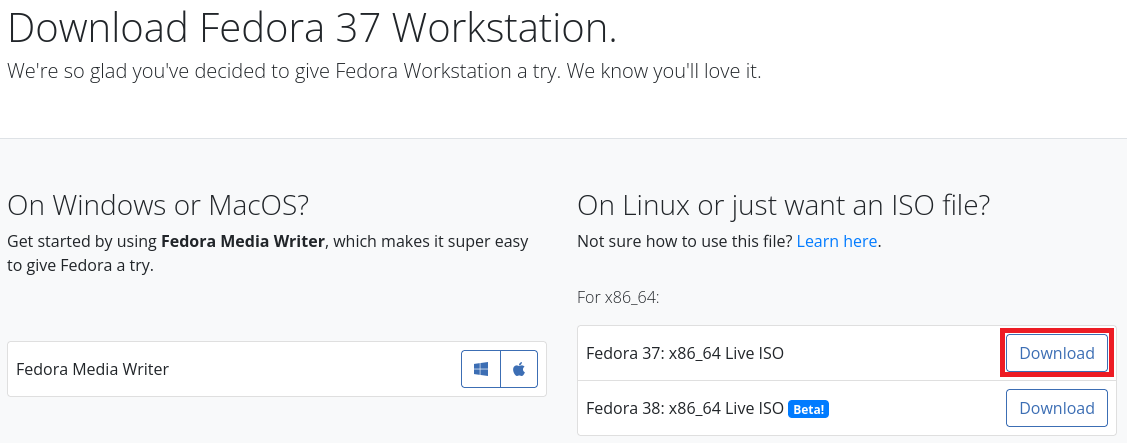 Download Fedora 37 Workstation.
We're so glad you've decided to give Fedora Workstation a try. We know you'll love it.
On Windows or MacOS?
Get started by using Fedora Media Writer, which makes it super easy
to give Fedora a try.
Fedora Media Writer
On Linux or just want an ISO file?
Not sure how to use this file? Learn here.
For x86_64:
Fedora 37: x86_64 Live ISO Download
Fedora 38: x86_64 Live ISO Beta! Download